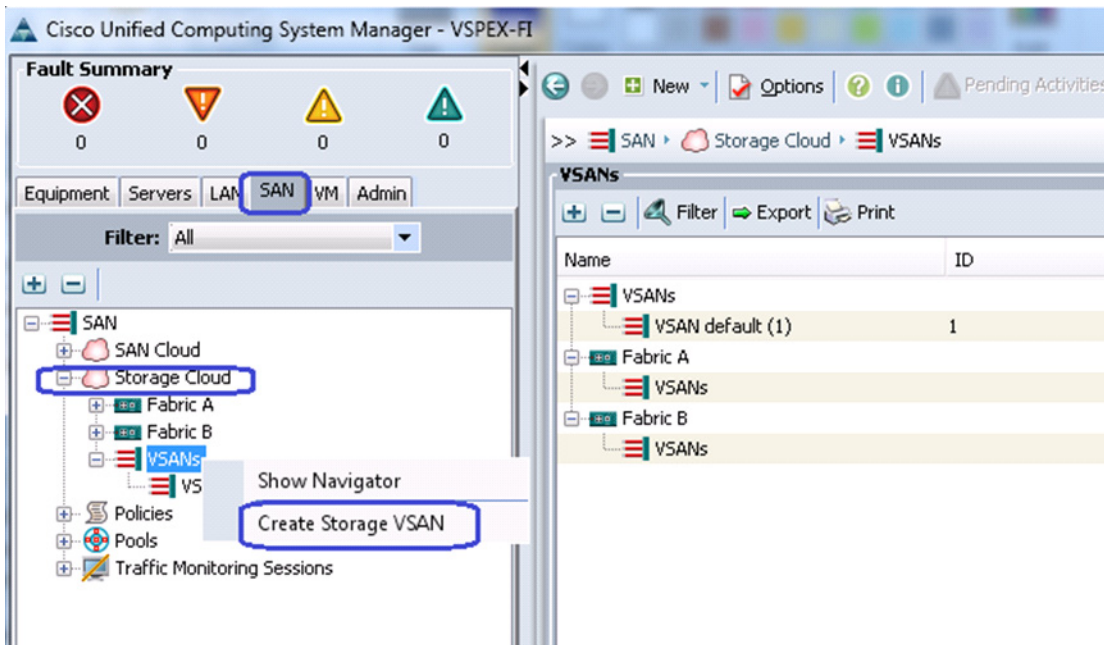 Cisco Unified Computing System Manager - VSPEX-FI
Fault Summary
0 0 0 0
Equipment Servers LAN SAN VM Admin
Filter: All
SAN
SAN Cloud
Storage Cloud
Fabric A
Fabric B
VSANs
VS
Show Navigator
Create Storage VSAN
Policies
Pools
Traffic Monitoring Sessions
New Options ? i Pending Activities
>> SAN Storage Cloud VSANs
VSANs
Filter Export Print
Name ID
VSANs
VSAN default (1) 1
Fabric A
VSANs
Fabric B
VSANs